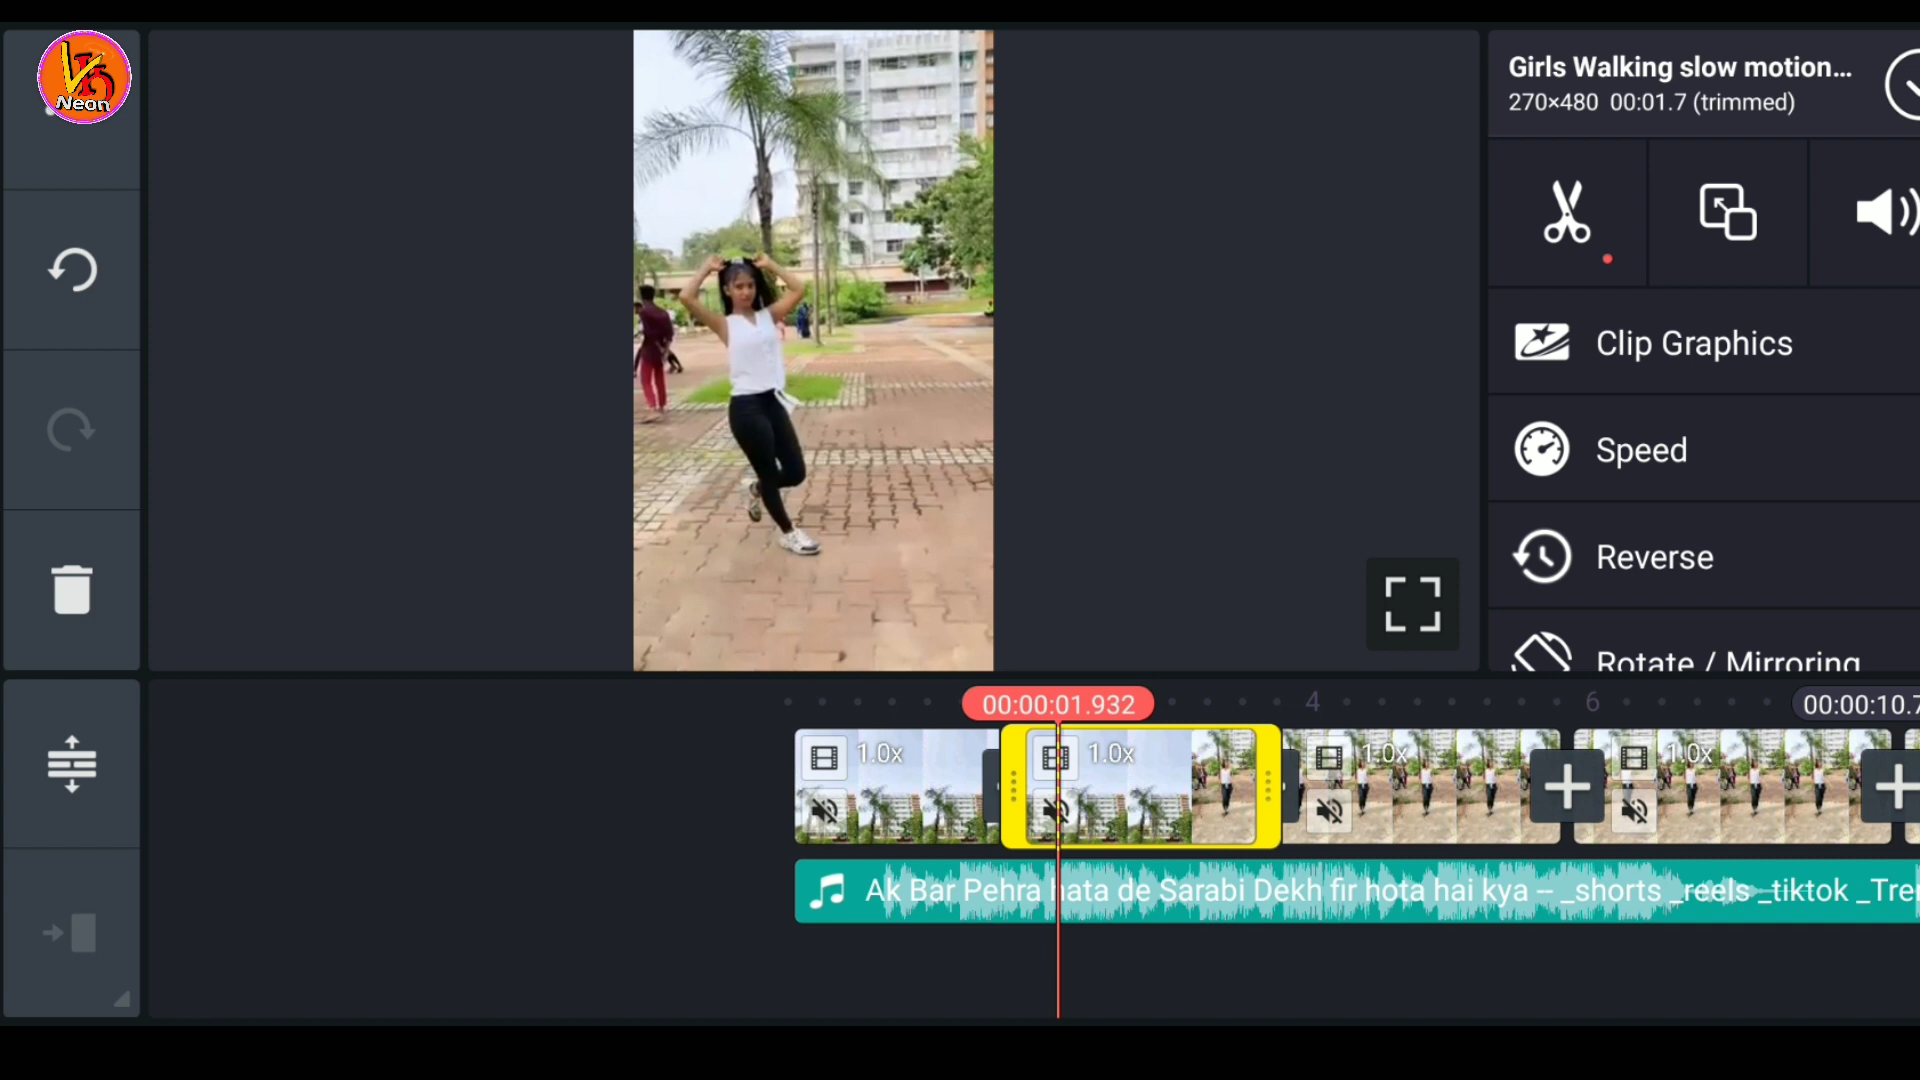 VK
Neon
Girls Walking slow motion...
270×480 00:01.7 (trimmed)
Clip Graphics
Speed
Reverse
Rotate / Mirroring
00:00:01.932
4
6
00:00:10.7
1.0x
1.0x
1.0x
1.0x
Ak Bar Pehra hata de Sarabi Dekh fir hota hai kya -- _shorts _reels _tiktok _Tre